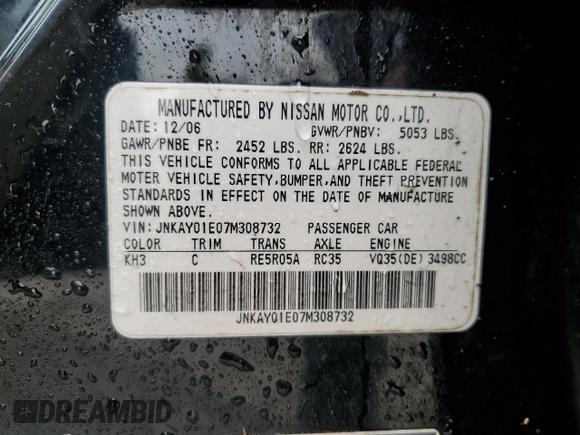 MANUFACTURED BY NISSAN MOTOR CO.,LTD.
DATE: 12/06 GVWR/PNBV: 5053 LBS.
GAWR/PNBE FR: 2452 LBS. RR: 2624 LBS.
THIS VEHICLE CONFORMS TO ALL APPLICABLE FEDERAL
MOTER VEHICLE SAFETY, BUMPER, AND THEFT PREVENTION
STANDARDS IN EFFECT ON THE DATE OF MANUFACTURE
SHOWN ABOVE.
VIN: JNKAY01E07M308732 PASSENGER CAR
COLOR TRIM TRANS AXLE ENGINE
KH3 C RE5R05A RC35 VQ35(DE) 3498CC
JNKAY01E07M308732
DREAMBID